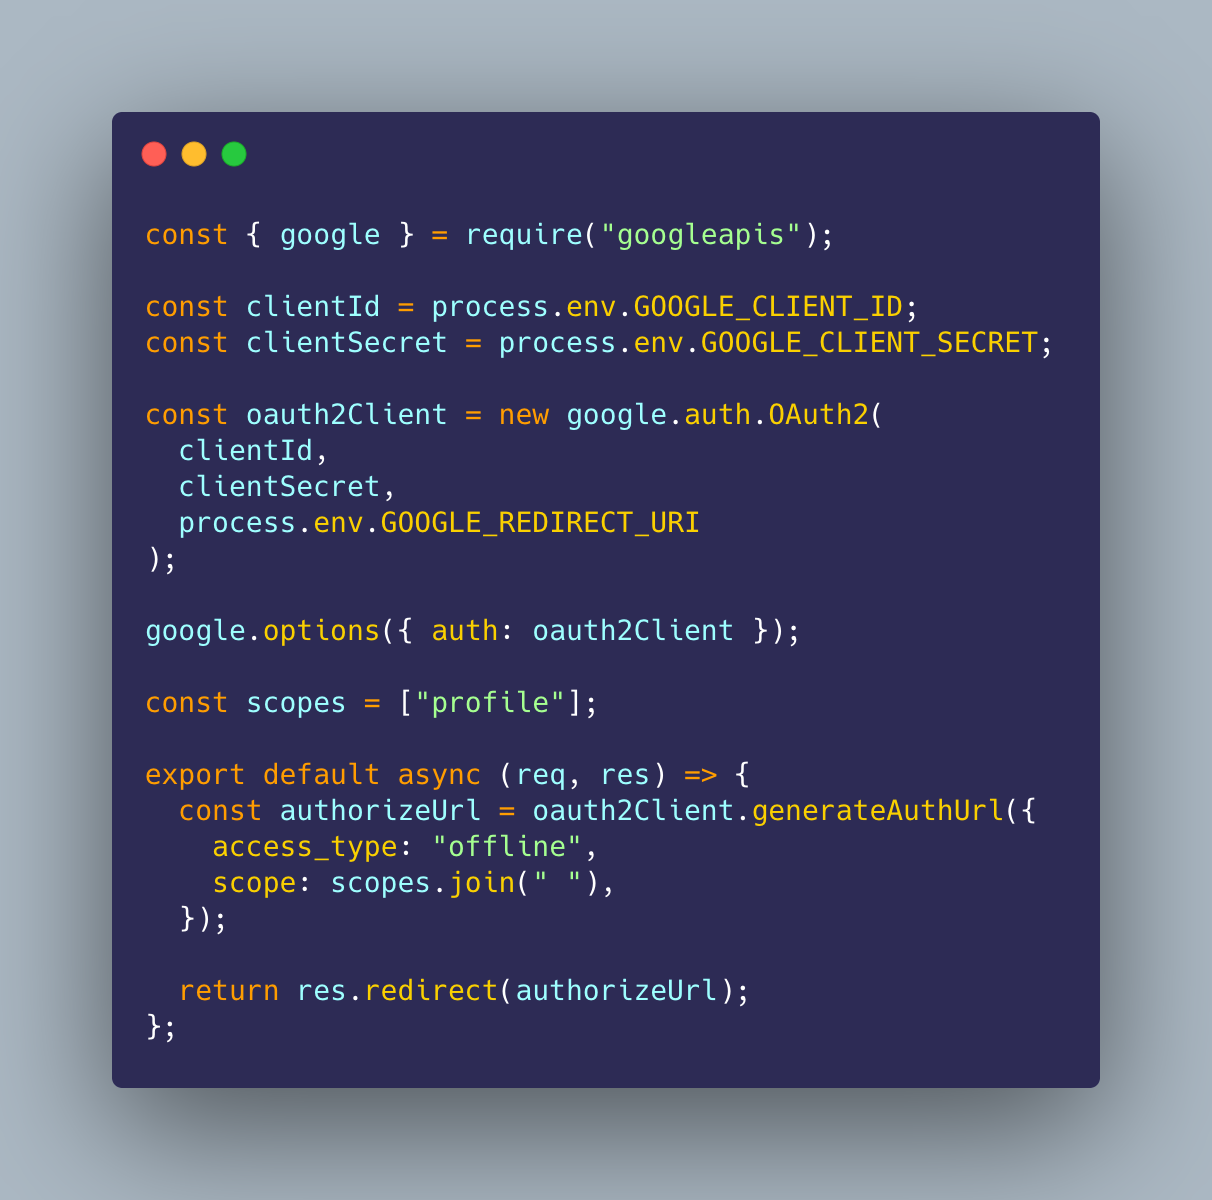 const { google } = require("googleapis");
const clientId = process.env.GOOGLE_CLIENT_ID;
const clientSecret = process.env.GOOGLE_CLIENT_SECRET;
const oauth2Client = new google.auth.OAuth2(
  clientId,
  clientSecret,
  process.env.GOOGLE_REDIRECT_URI
);
google.options({ auth: oauth2Client });
const scopes = ["profile"];
export default async (req, res) => {
  const authorizeUrl = oauth2Client.generateAuthUrl({
    access_type: "offline",
    scope: scopes.join(" "),
  });
  return res.redirect(authorizeUrl);
};